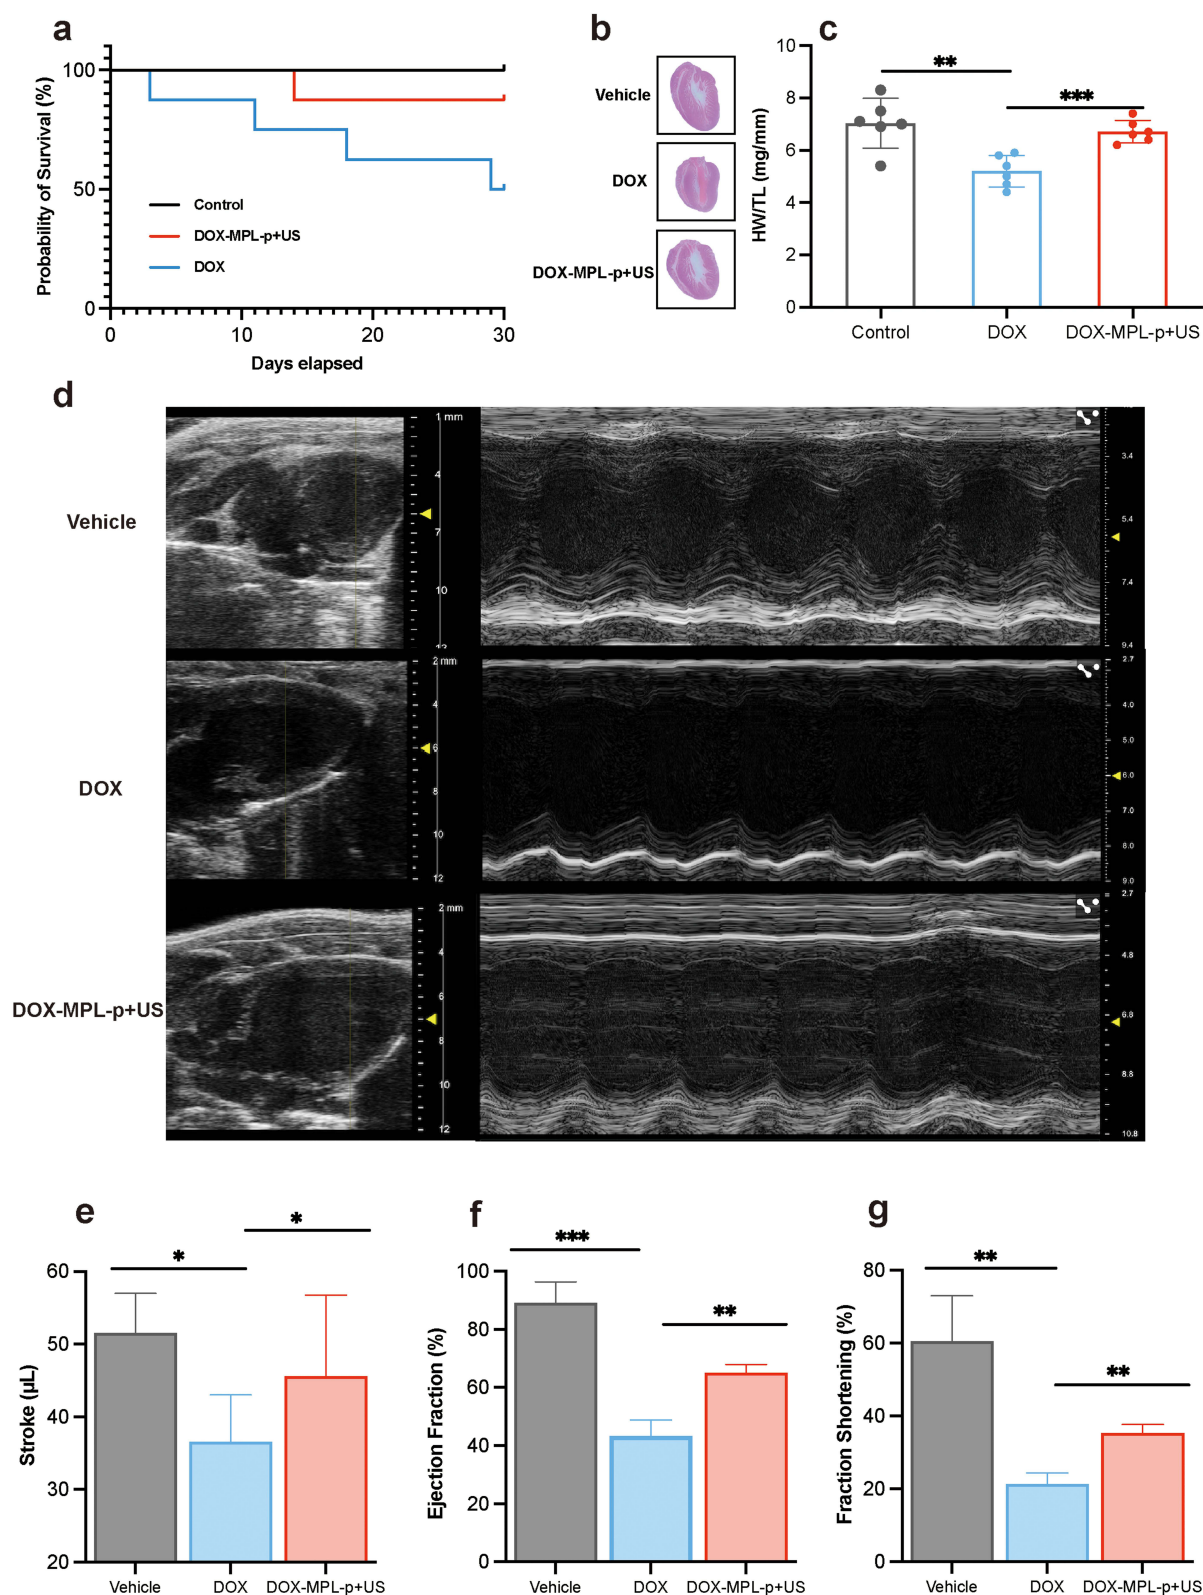 a
Probability of Survival (%)
100
50
0
0
10
20
30
Days elapsed
Control
DOX-MPL-p+US
DOX
b
Vehicle
DOX
DOX-MPL-p+US
c
HW/TL (mg/mm)
10
8
6
4
2
0
**
***
Control
DOX
DOX-MPL-p+US
d
Vehicle
1 mm
4
7
10
13
3.4
5.4
7.4
9.4
DOX
2 mm
4
6
8
10
12
2.7
4.0
5.0
6.0
7.0
8.0
9.0
DOX-MPL-p+US
2 mm
4
6
8
10
12
2.7
4.8
6.8
8.8
10.8
e
Stroke (μL)
60
50
40
30
20
*
*
Vehicle
DOX
DOX-MPL-p+US
f
Ejection Fraction (%)
100
80
60
40
20
0
***
**
Vehicle
DOX
DOX-MPL-p+US
g
Fraction Shortening (%)
80
60
40
20
0
**
**
Vehicle
DOX
DOX-MPL-p+US